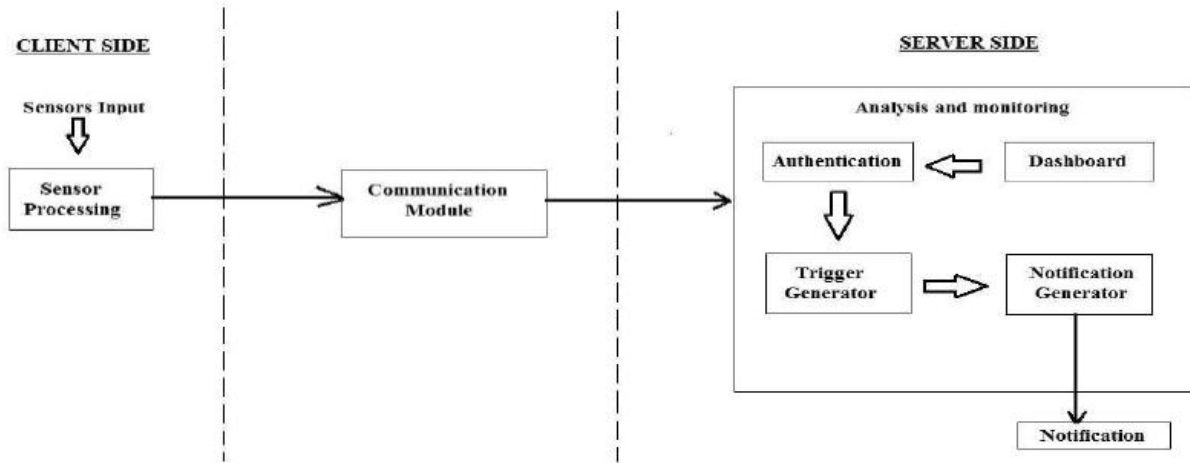 CLIENT SIDE
SERVER SIDE
Sensors Input
Sensor
Processing
Communication
Module
Analysis and monitoring
Authentication
Dashboard
Trigger
Generator
Notification
Generator
Notification